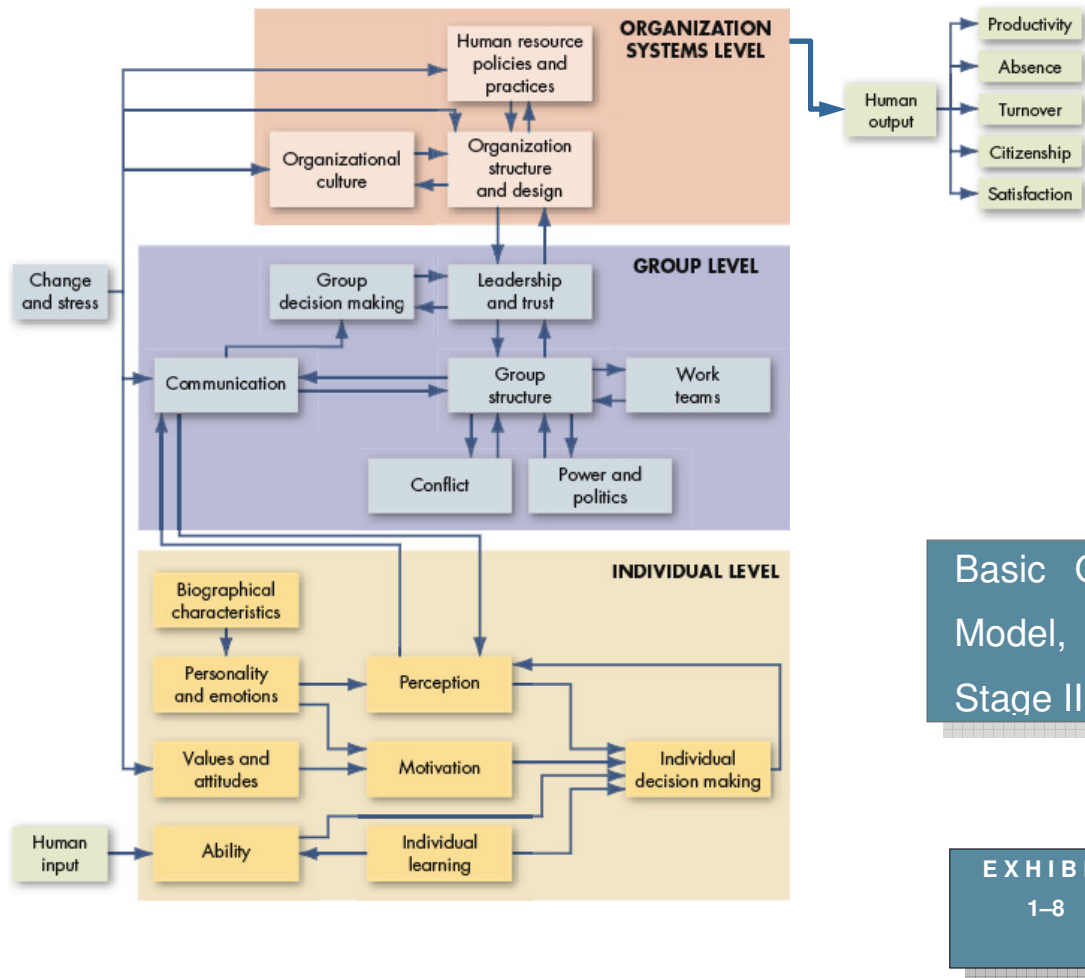 ORGANIZATION
SYSTEMS LEVEL
Human resource
policies and
practices
Organizational
culture
Organization
structure
and design
Human
output
Productivity
Absence
Turnover
Citizenship
Satisfaction
Change
and stress
GROUP LEVEL
Group
decision making
Leadership
and trust
Communication
Group
structure
Work
teams
Conflict
Power and
politics
INDIVIDUAL LEVEL
Biographical
characteristics
Personality
and emotions
Perception
Values and
attitudes
Motivation
Individual
decision making
Human
input
Ability
Individual
learning
Basic
Model,
Stage II
1–8